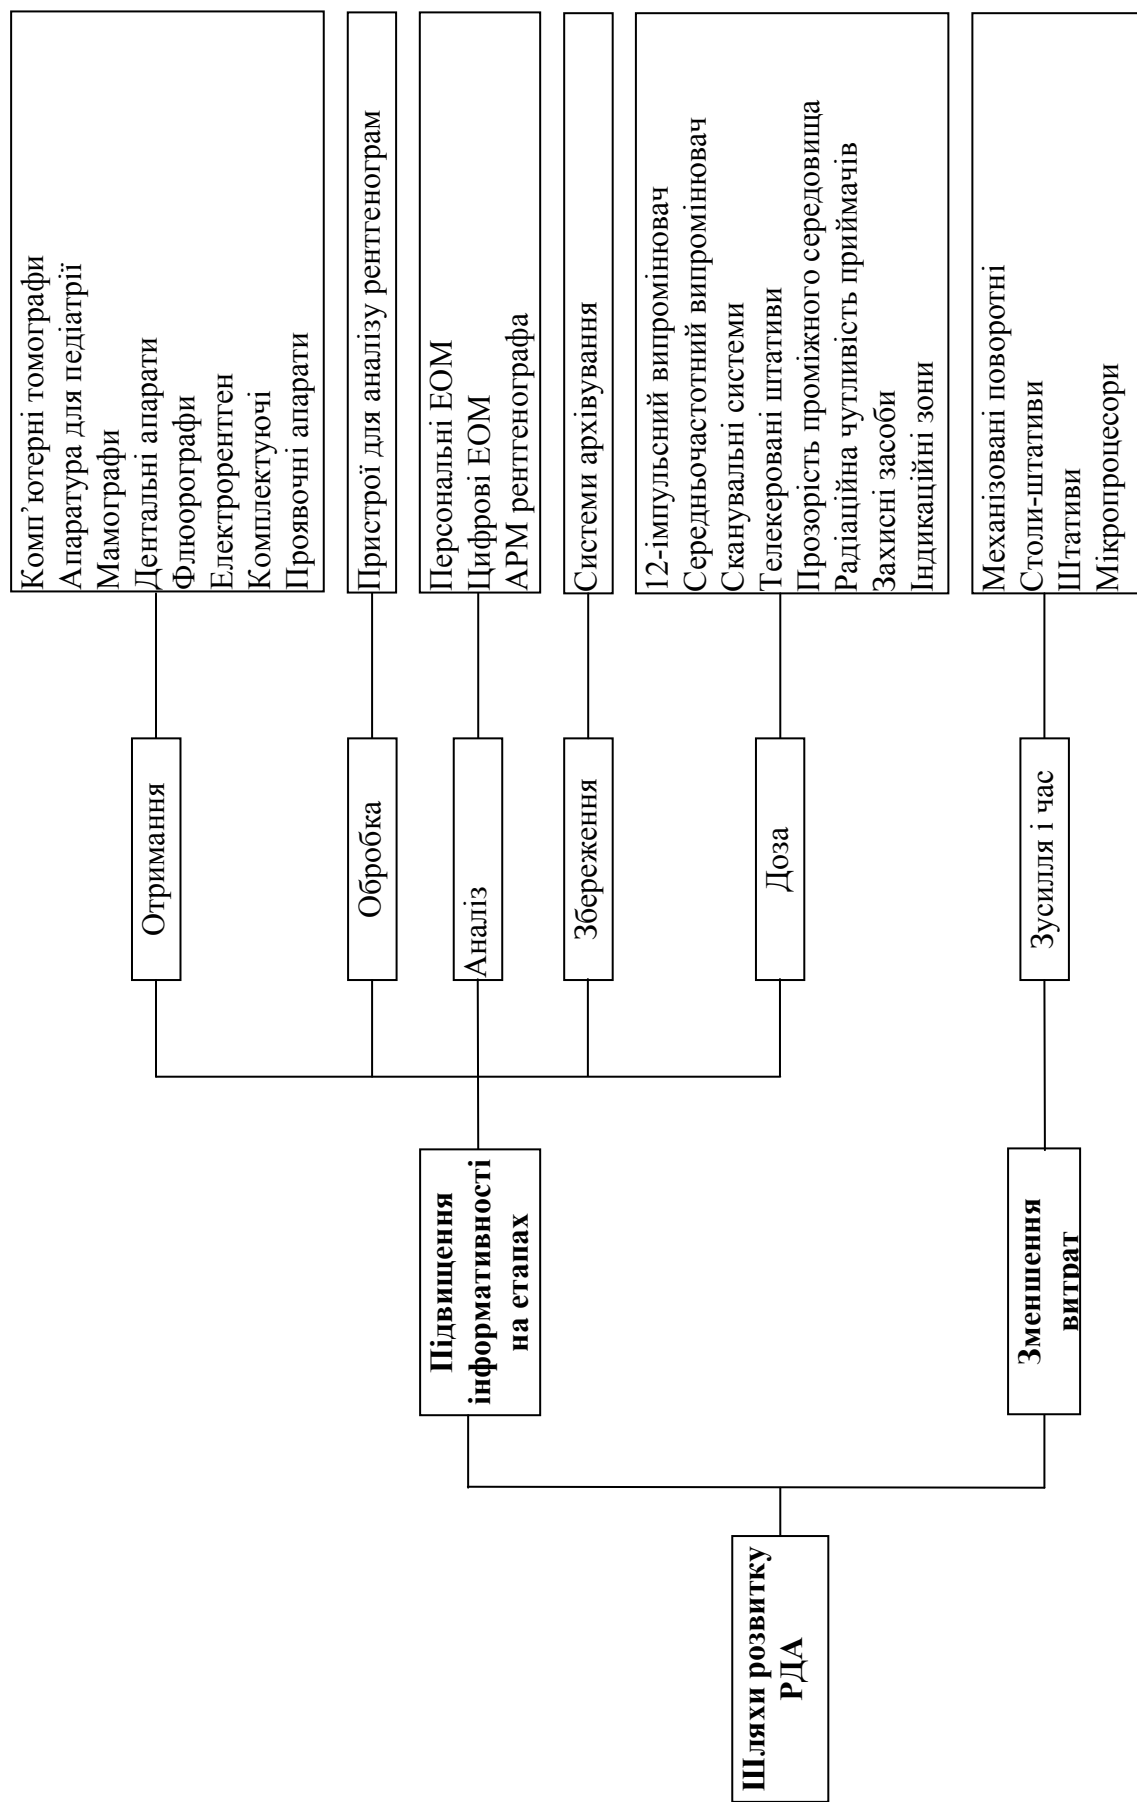 Шляхи розвитку
РДА
Підвищення
інформативності
на етапах
Зменшення
витрат
Отримання
Обробка
Аналіз
Збереження
Доза
Зусилля і час
Комп’ютерні томографи
Апаратура для педіатрії
Мамографи
Дентальні апарати
Флюорографи
Електрорентген
Комплектуючі
Проявочні апарати
Пристрої для аналізу рентгенограм
Персональні ЕОМ
Цифрові ЕОМ
АРМ рентгенографа
Системи архівування
12-імпульсний випромінювач
Середньочастотний випромінювач
Сканувальні системи
Телекеровані штативи
Прозорість проміжного середовища
Радіаційна чутливість приймачів
Захисні засоби
Індикаційні зони
Механізовані поворотні
Столи-штативи
Штативи
Мікропроцесори